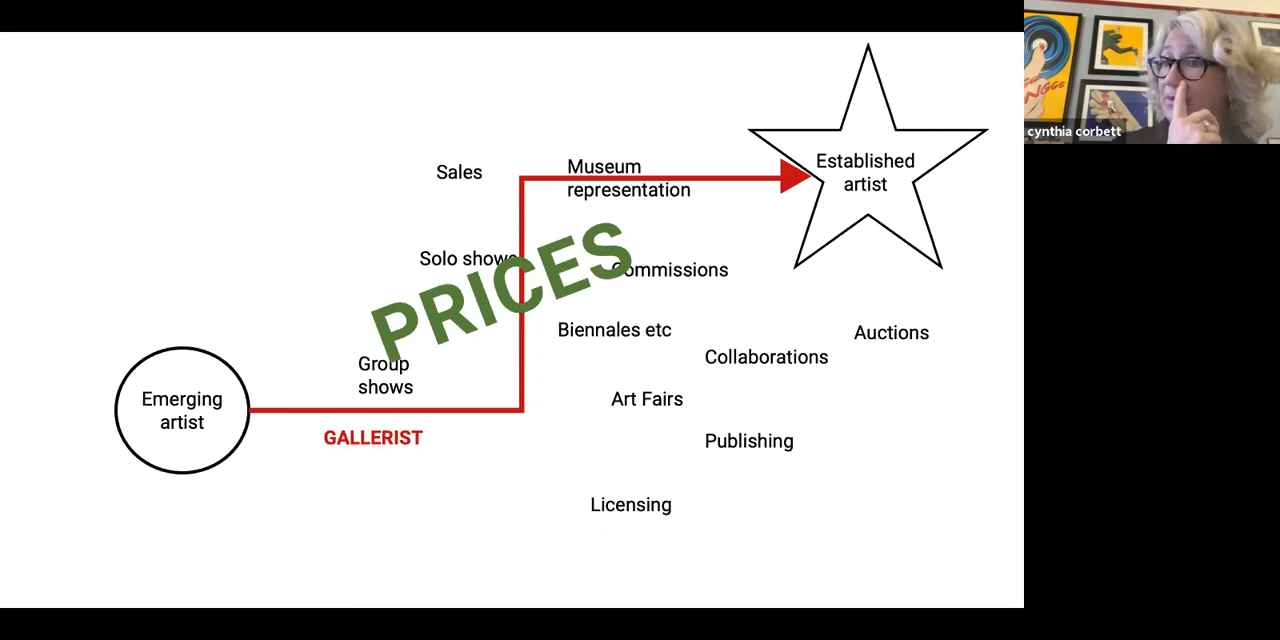 Sales
Museum
representation
Established
artist
Solo shows
PRICES
Commissions
Biennales etc
Auctions
Collaborations
Group
shows
Emerging
artist
Art Fairs
GALLERIST
Publishing
Licensing
cynthia corbett